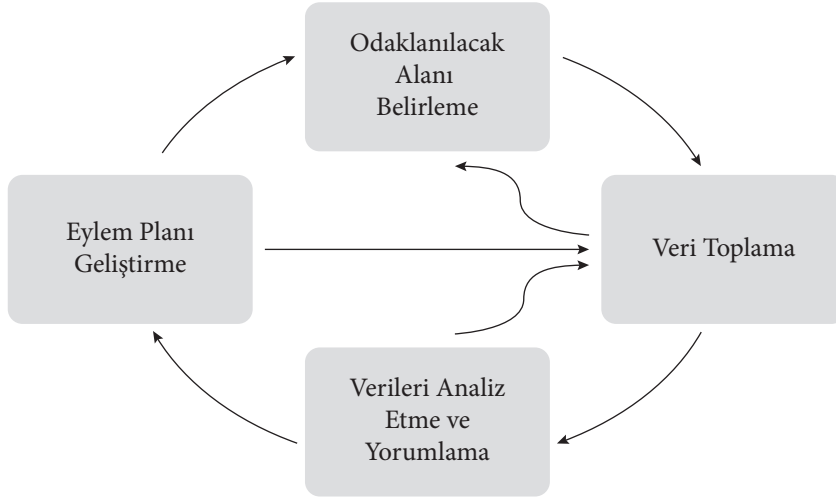 Odaklanılacak
Alanı
Belirleme
Eylem Planı
Geliştirme
Veri Toplama
Verileri Analiz
Etme ve
Yorumlama